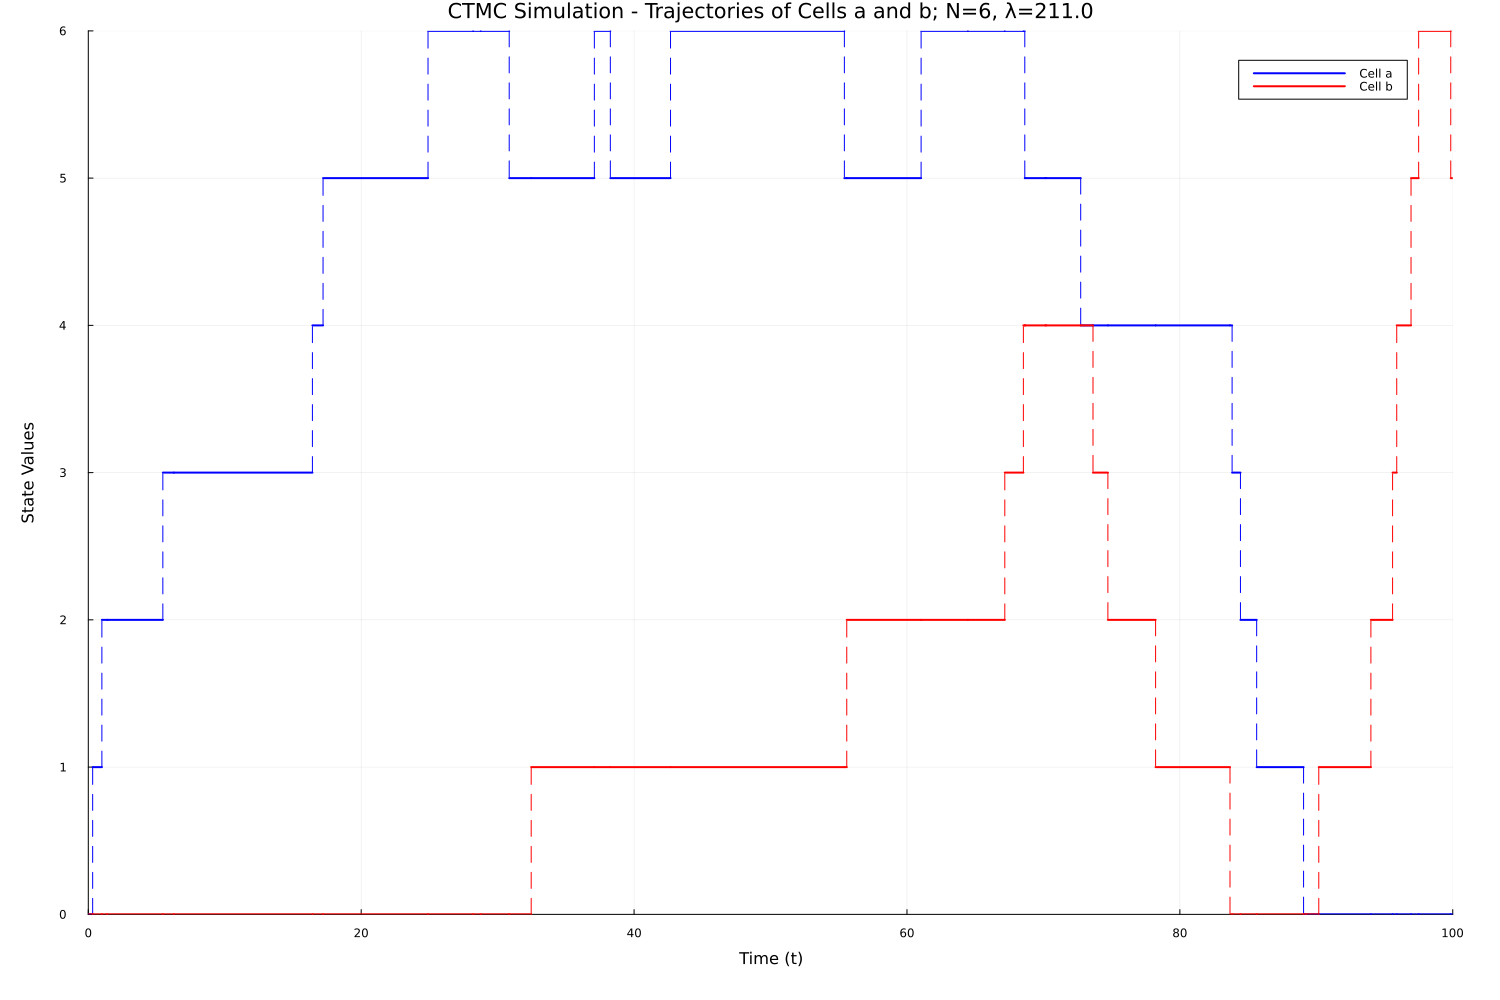 CTMC Simulation - Trajectories of Cells a and b; N=6, λ=211.0
Cell a
Cell b
State Values
6
5
4
3
2
1
0
0 20 40 60 80 100
Time (t)